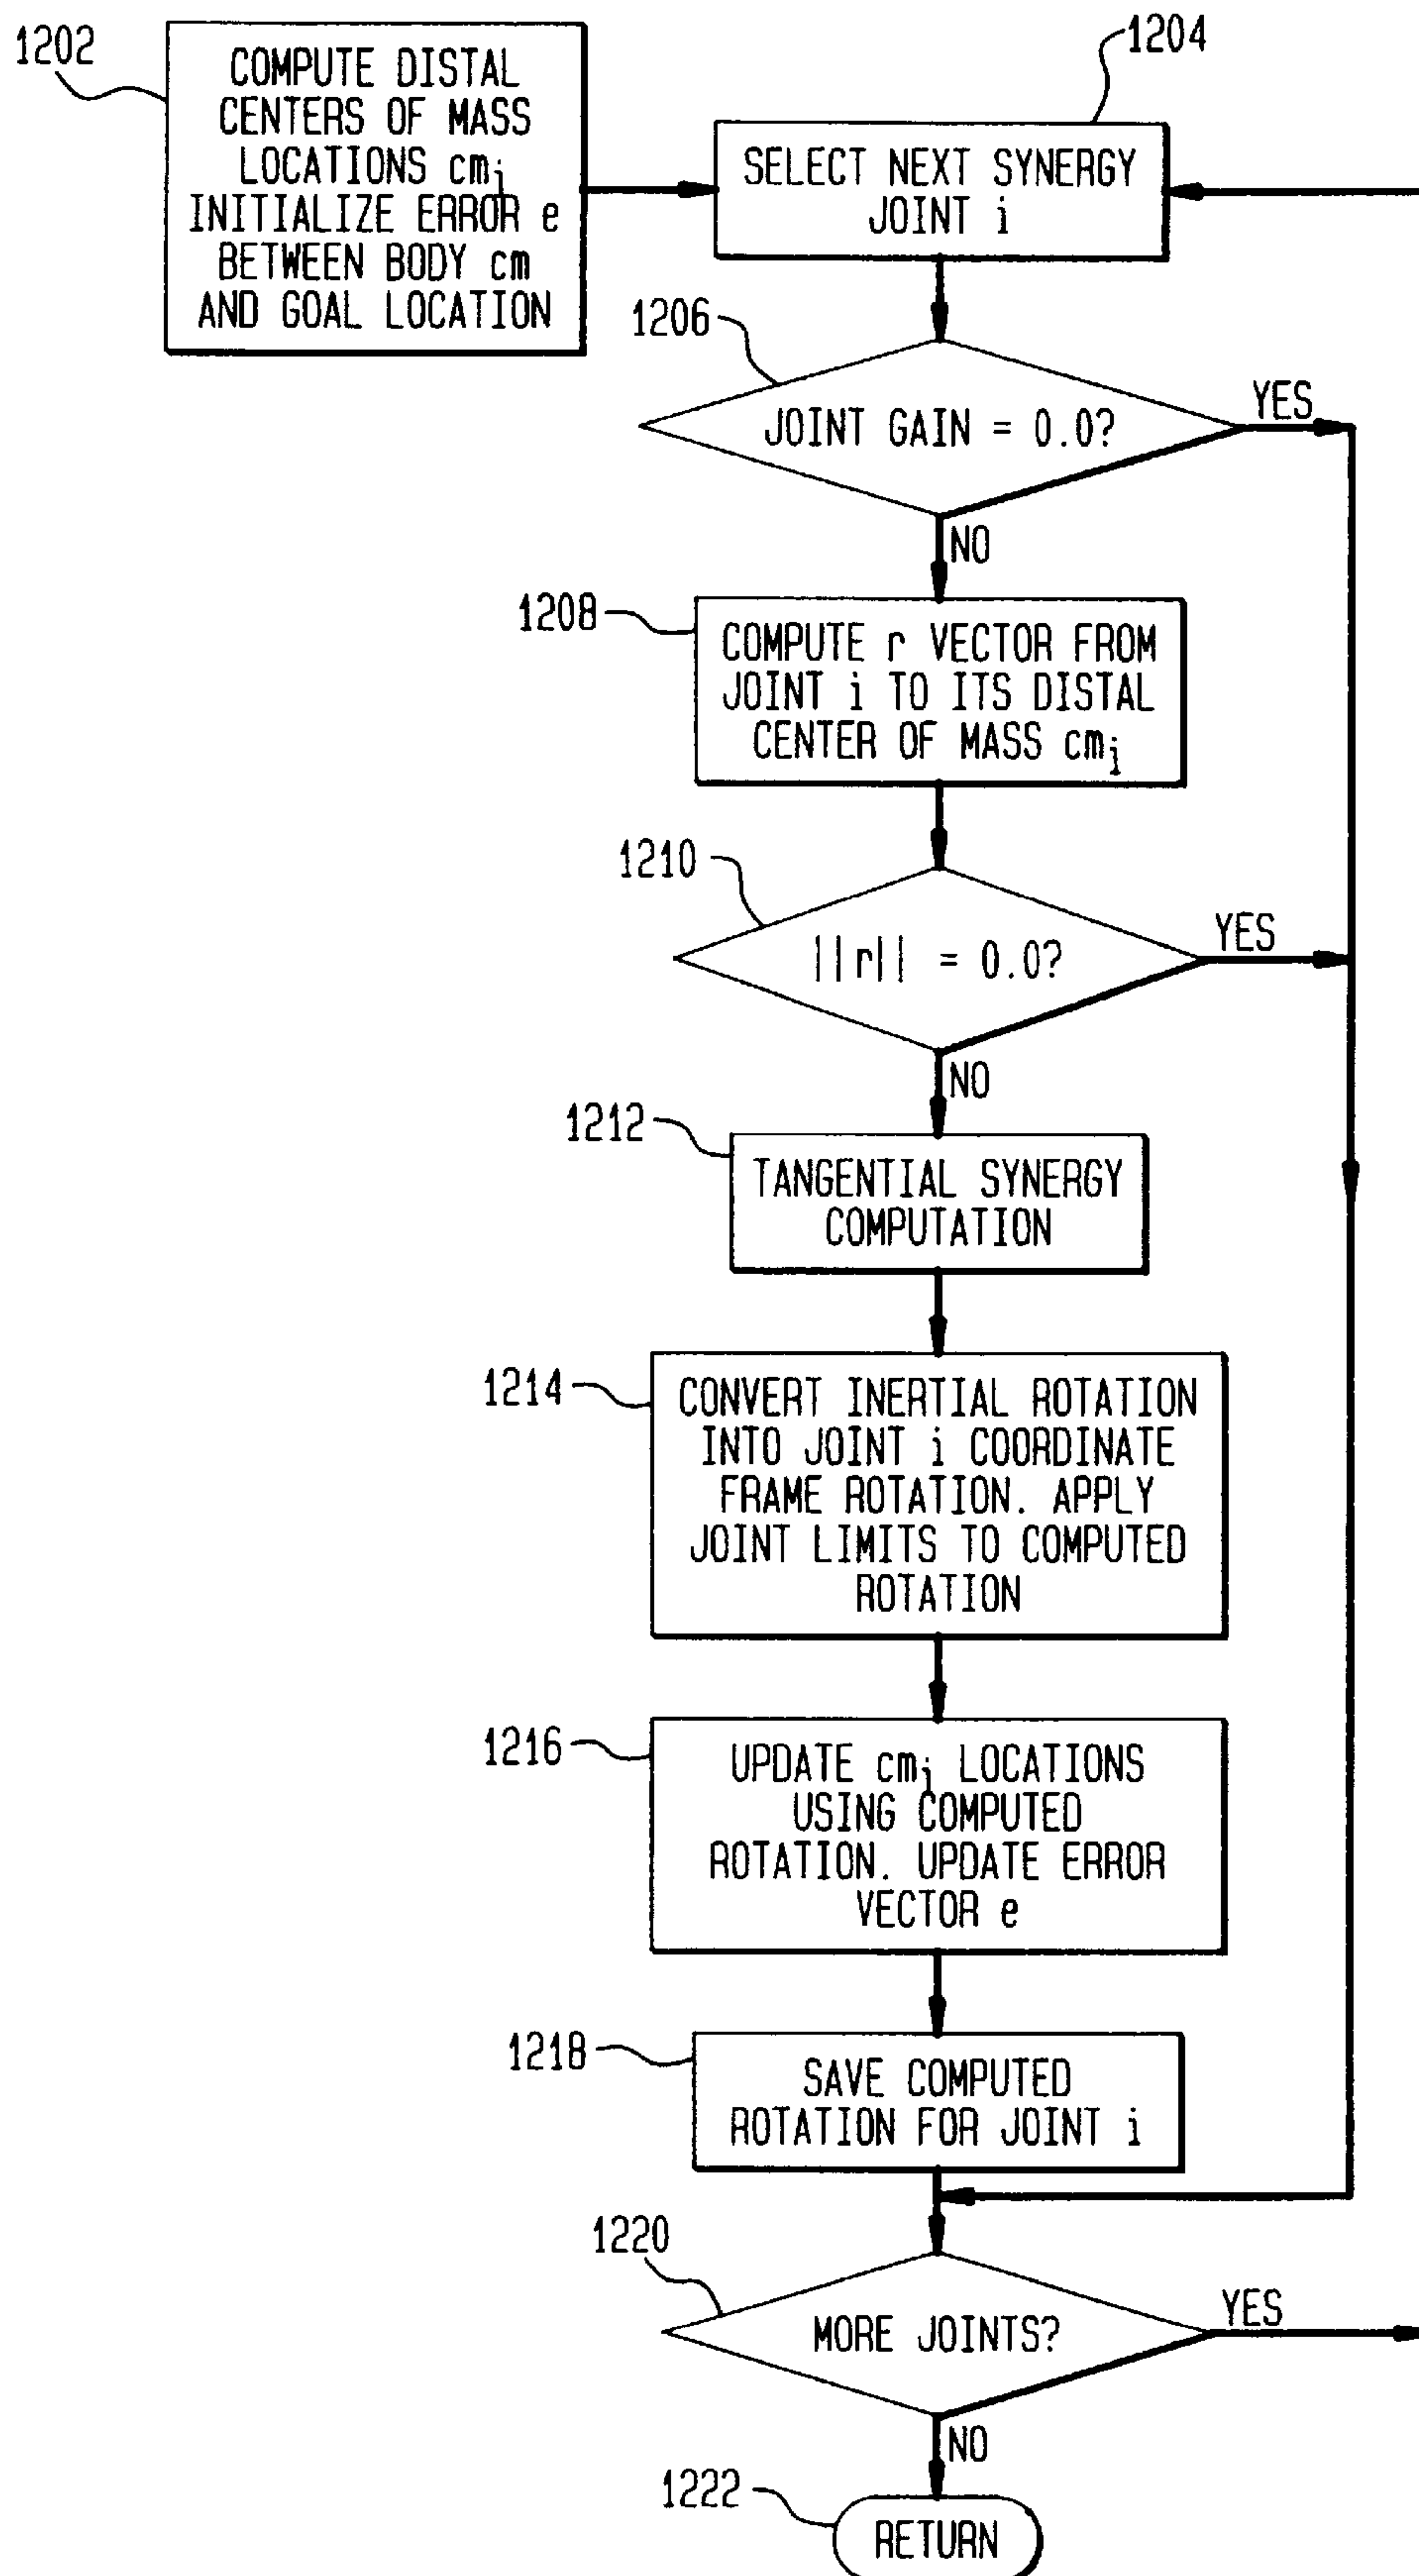 1202
COMPUTE DISTAL
CENTERS OF MASS
LOCATIONS cmi
INITIALIZE ERROR e
BETWEEN BODY cm
AND GOAL LOCATION
1204
SELECT NEXT SYNERGY
JOINT i
1206
JOINT GAIN = 0.0?
YES
NO
1208
COMPUTE r VECTOR FROM
JOINT i TO ITS DISTAL
CENTER OF MASS cmi
1210
||r|| = 0.0?
YES
NO
1212
TANGENTIAL SYNERGY
COMPUTATION
1214
CONVERT INERTIAL ROTATION
INTO JOINT i COORDINATE
FRAME ROTATION. APPLY
JOINT LIMITS TO COMPUTED
ROTATION
1216
UPDATE cmi LOCATIONS
USING COMPUTED
ROTATION. UPDATE ERROR
VECTOR e
1218
SAVE COMPUTED
ROTATION FOR JOINT i
1220
MORE JOINTS?
YES
NO
1222
RETURN